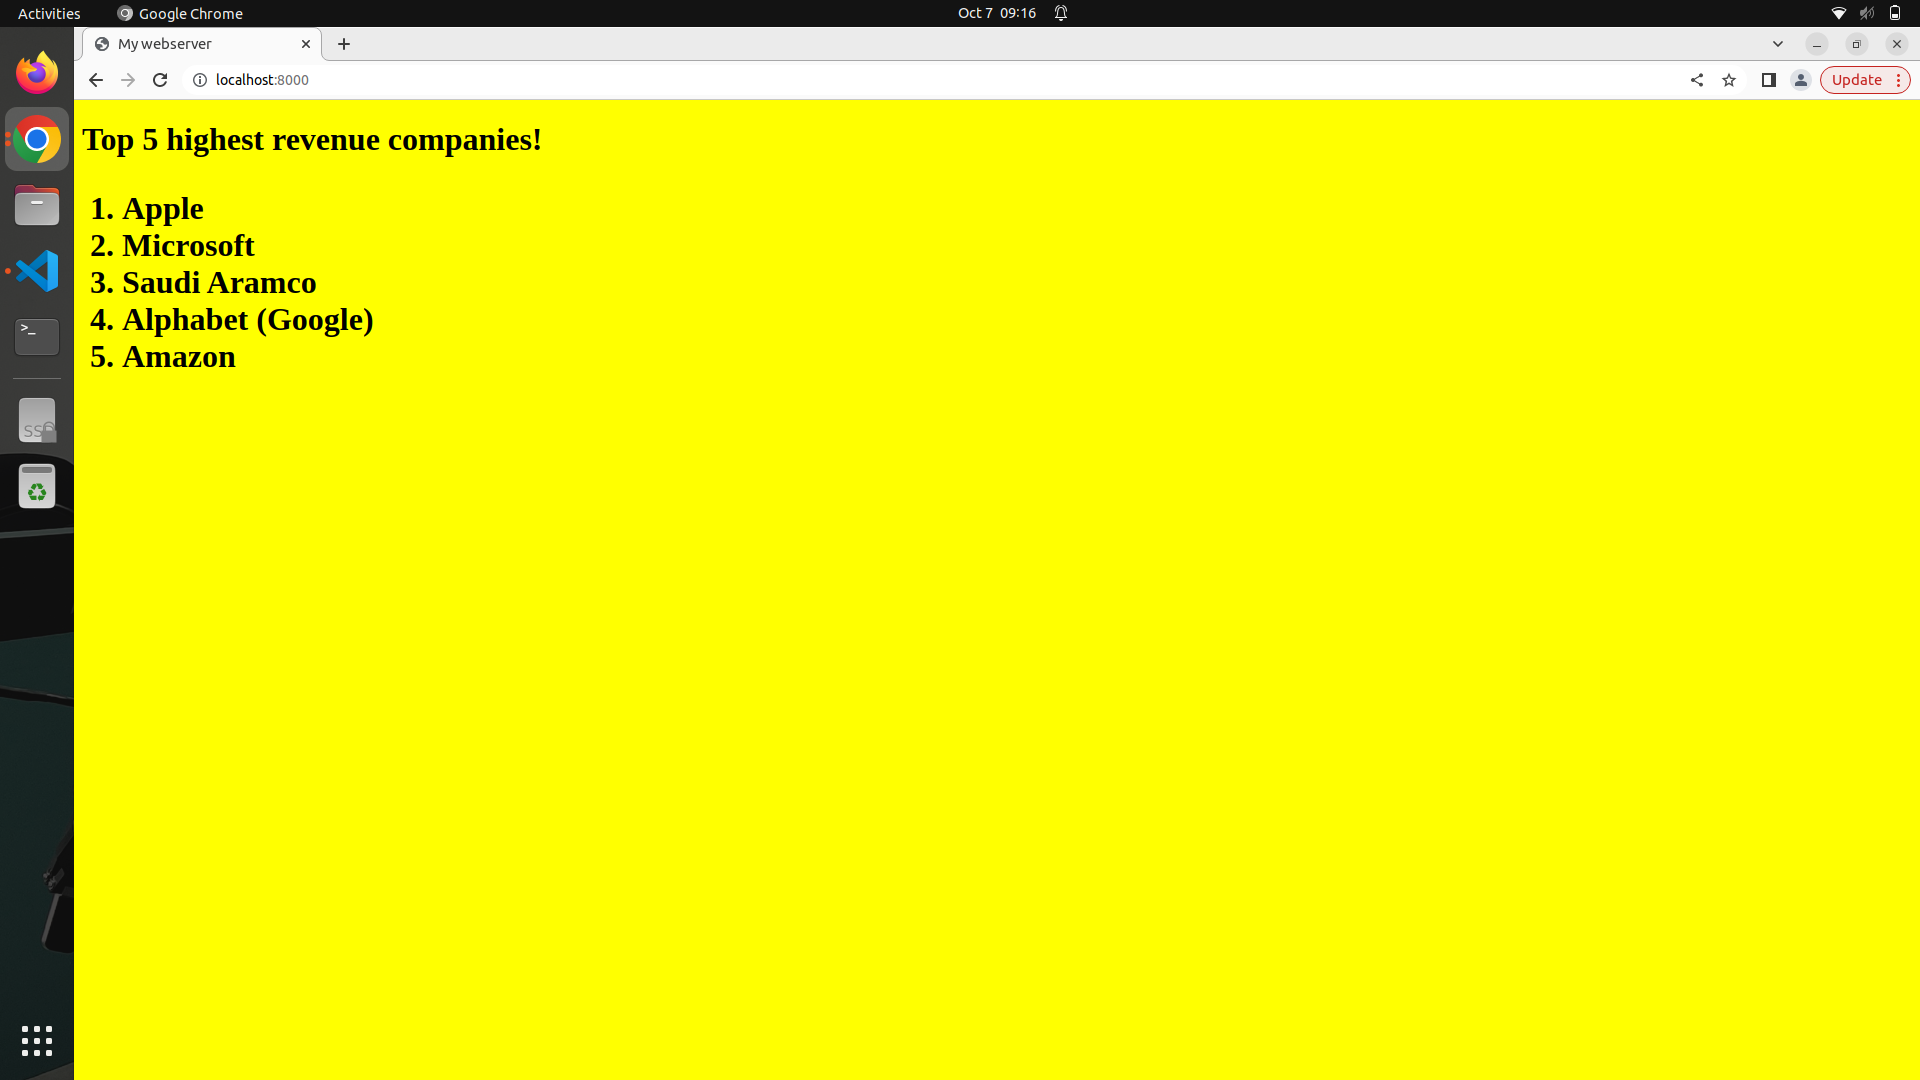 Activities
Google Chrome
Oct 7 09:16
My webserver
localhost:8000
Update
Top 5 highest revenue companies!
1. Apple
2. Microsoft
3. Saudi Aramco
4. Alphabet (Google)
5. Amazon
>_